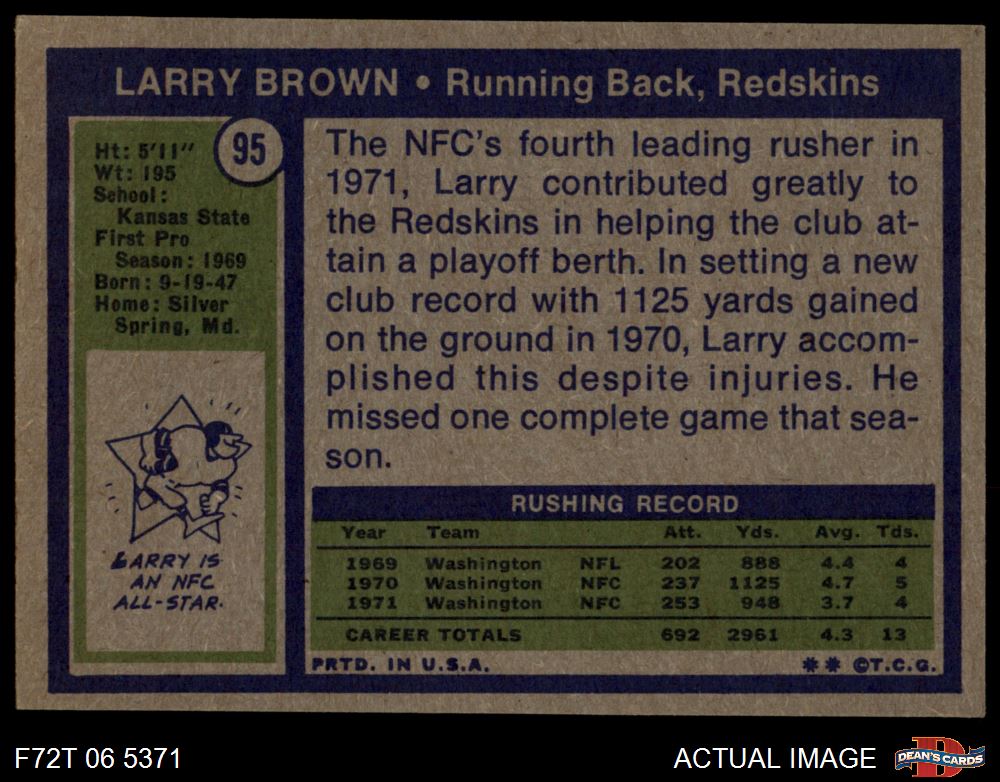 LARRY BROWN • Running Back, Redskins
95
Ht: 5'11"
Wt: 195
School:
Kansas State
First Pro
Season: 1969
Born: 9-19-47
Home: Silver
Spring, Md.
LARRY IS
AN NFC
ALL-STAR.
The NFC's fourth leading rusher in
1971, Larry contributed greatly to
the Redskins in helping the club at-
tain a playoff berth. In setting a new
club record with 1125 yards gained
on the ground in 1970, Larry accom-
plished this despite injuries. He
missed one complete game that sea-
son.
RUSHING RECORD
Year Team Att. Yds. Avg. Tds.
1969 Washington NFL 202 888 4.4 4
1970 Washington NFC 237 1125 4.7 5
1971 Washington NFC 253 948 3.7 4
CAREER TOTALS 692 2961 4.3 13
PRTD. IN U.S.A. ** ©T.C.G.
F72T 06 5371
ACTUAL IMAGE
D
DEAN'S CARDS